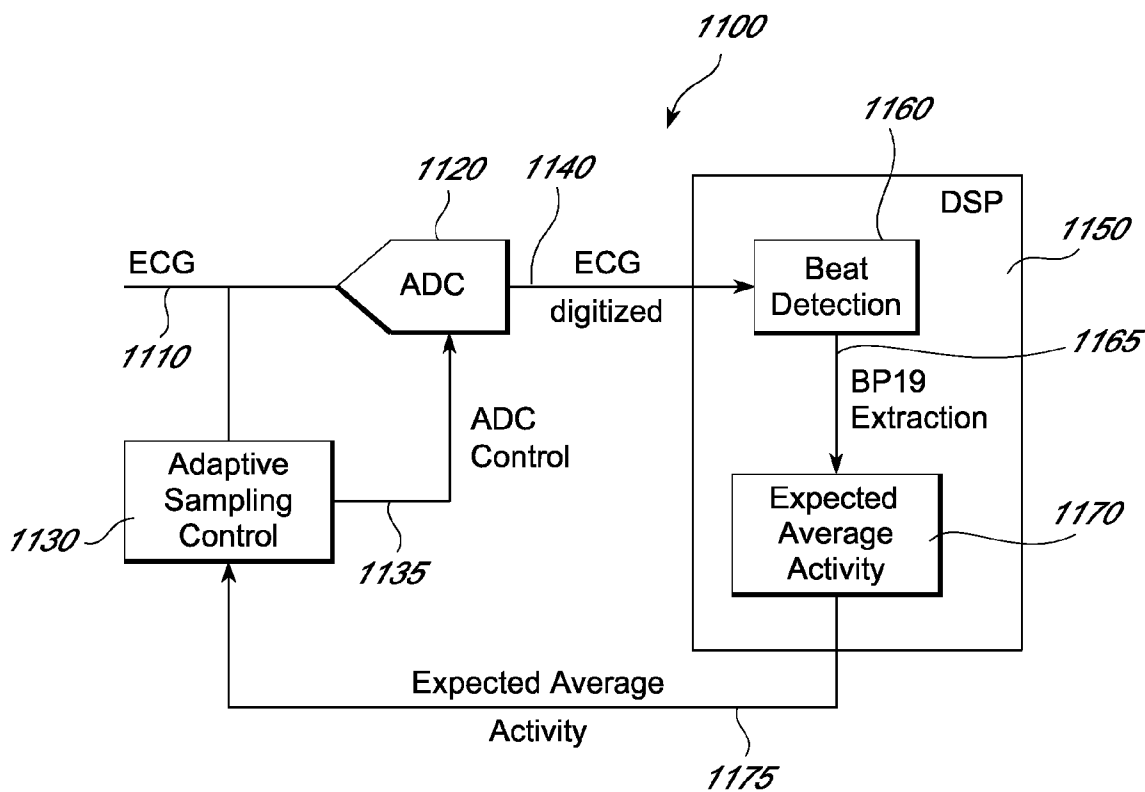 1100
1160
1120
1140
DSP
1150
ECG
ADC
ECG
digitized
Beat
Detection
1110
1165
BP19
Extraction
ADC
Control
Adaptive
Sampling
Control
1130
1135
Expected
Average
Activity
1170
Expected Average
Activity
1175